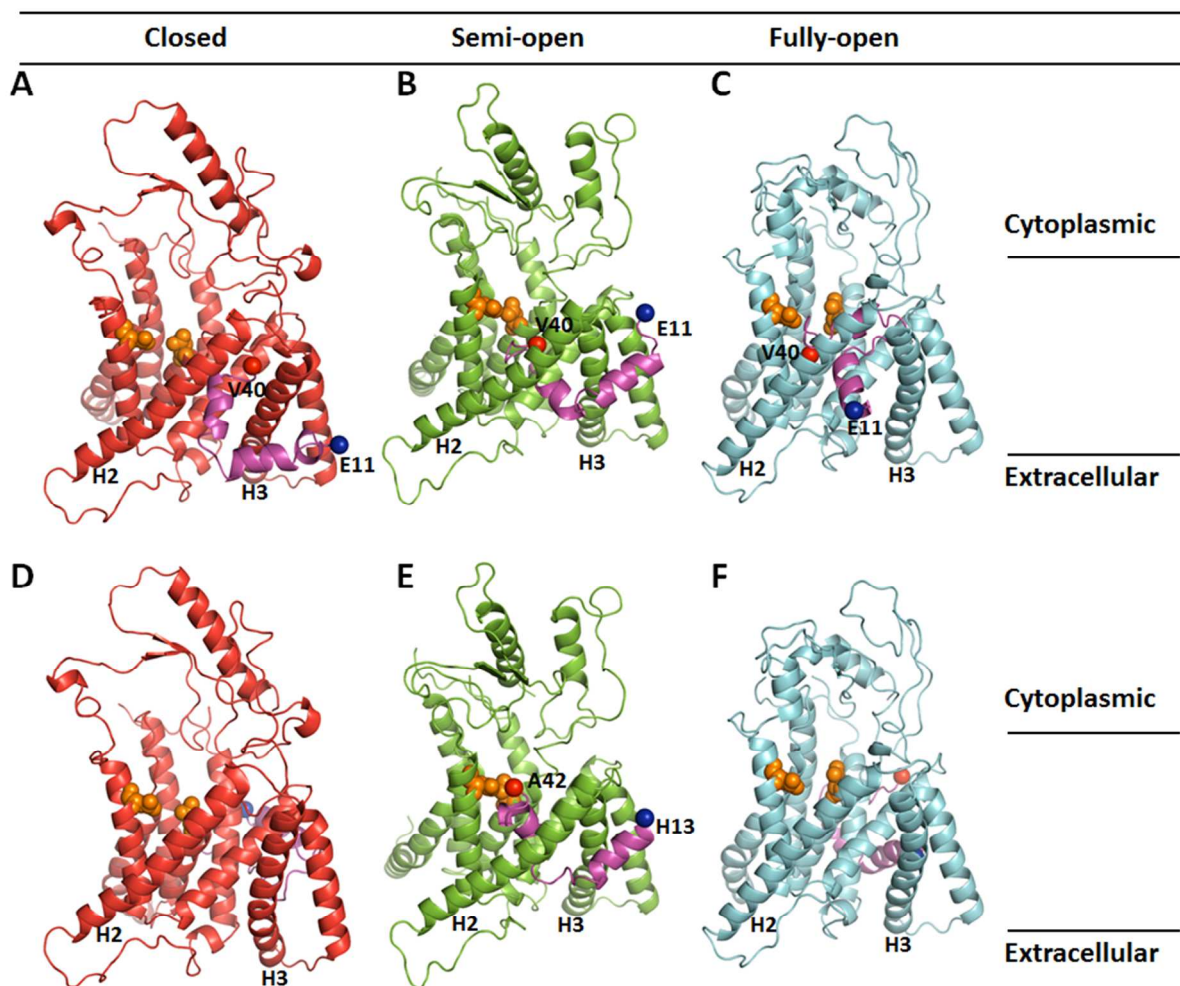 Closed Semi-open Fully-open
A B C
Cytoplasmic
V40 E11
V40
V40
E11
E11
H2 H3
H2 H3
H2 H3
Extracellular
D E F
Cytoplasmic
A42
H13
H2 H3
H2 H3
H2 H3
Extracellular